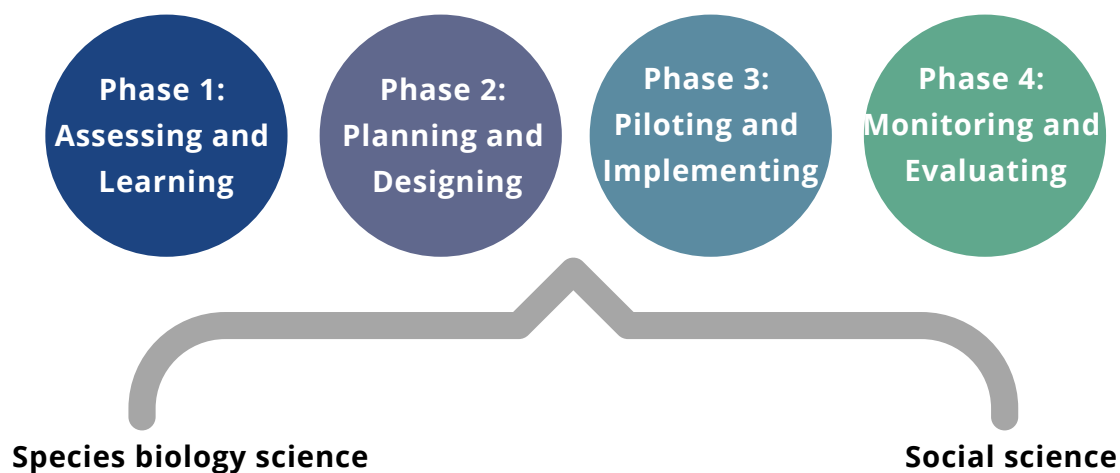 Phase 1:
Assessing and
Learning
Phase 2:
Planning and
Designing
Phase 3:
Piloting and
Implementing
Phase 4:
Monitoring and
Evaluating
Species biology science
Social science